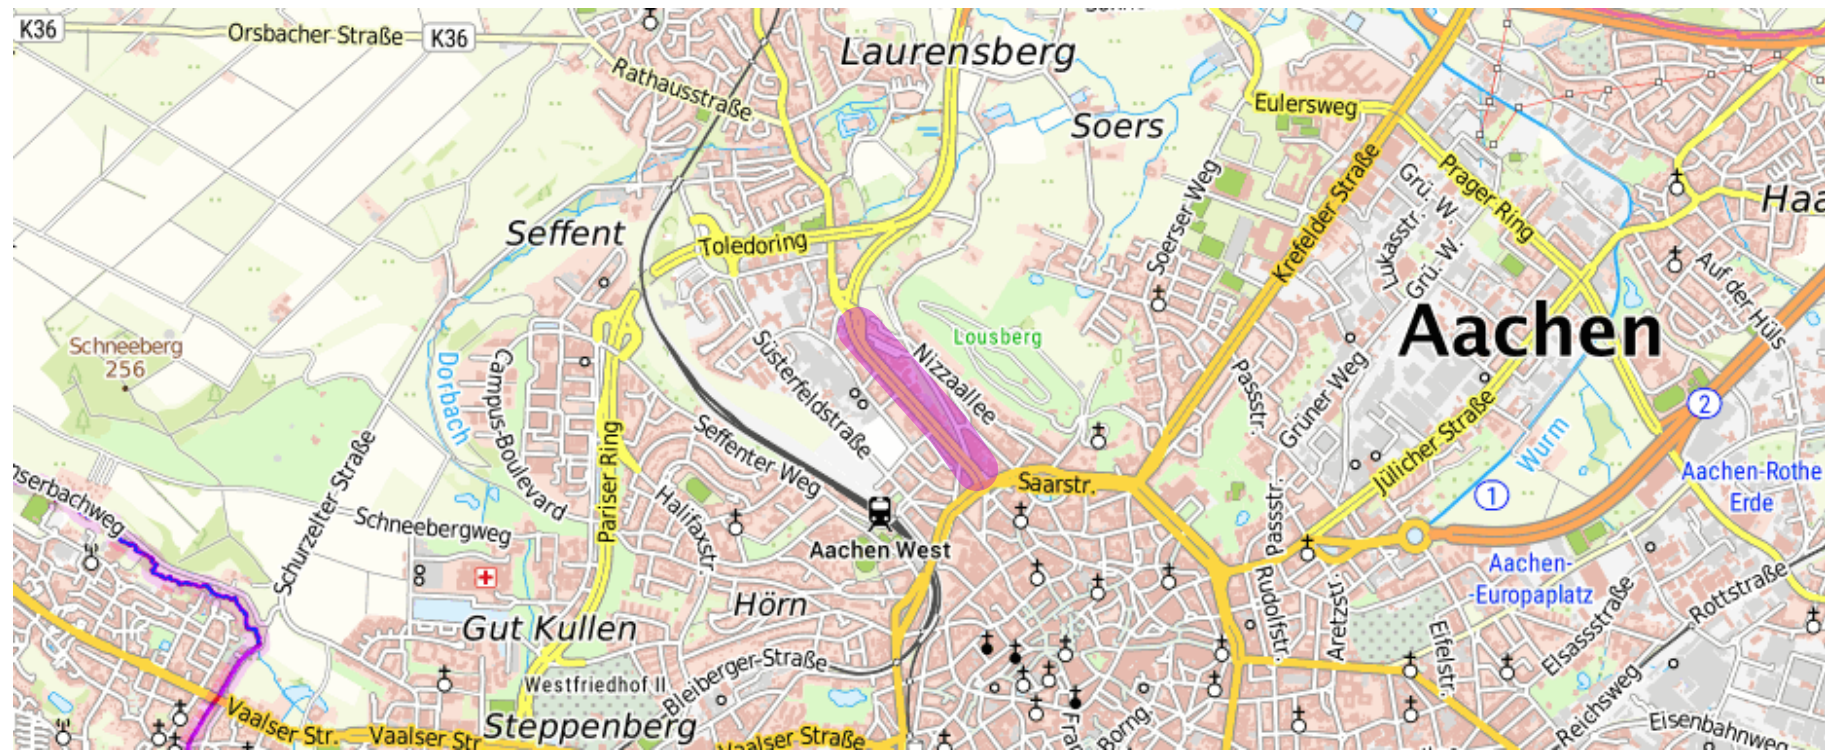 K36
Orsbacher Straße
K36
Laurensberg
Rathausstraße
Eulersweg
Soers
Prager-Ring
Grü. W.
Haa
Seffent
Toledoring
Soerser Weg
Krefelder Straße
Lukasstr.
Grü. W.
Auf der Hüls
Aachen
Lousberg
Schneeberg
256
Süsterfeldstraße
Nizzaallee
Dorbach
Campus-Boulevard
Passstr.
Grüner Weg
2
Seffenter Weg
Pariser Ring
Jülicher Straße
Wurm
Saarstr.
1
Aachen-Rothe
Erde
nserbachweg
Schurzelter Straße
Schneebergweg
Halifaxstr.
Passstr.
Aachen West
Aachen-
-Europaplatz
Rudolfstr.
Aretzstr.
Rottstraße
Hörn
Gut Kullen
Eifelstr.
Elsassstraße
Bleiberger-Straße
Westfriedhof II
Reichsweg
Vaalser Str.
Vaalser Str
Steppenberg
Vaalser Straße
Fra
Borng
Eisenbahnweg